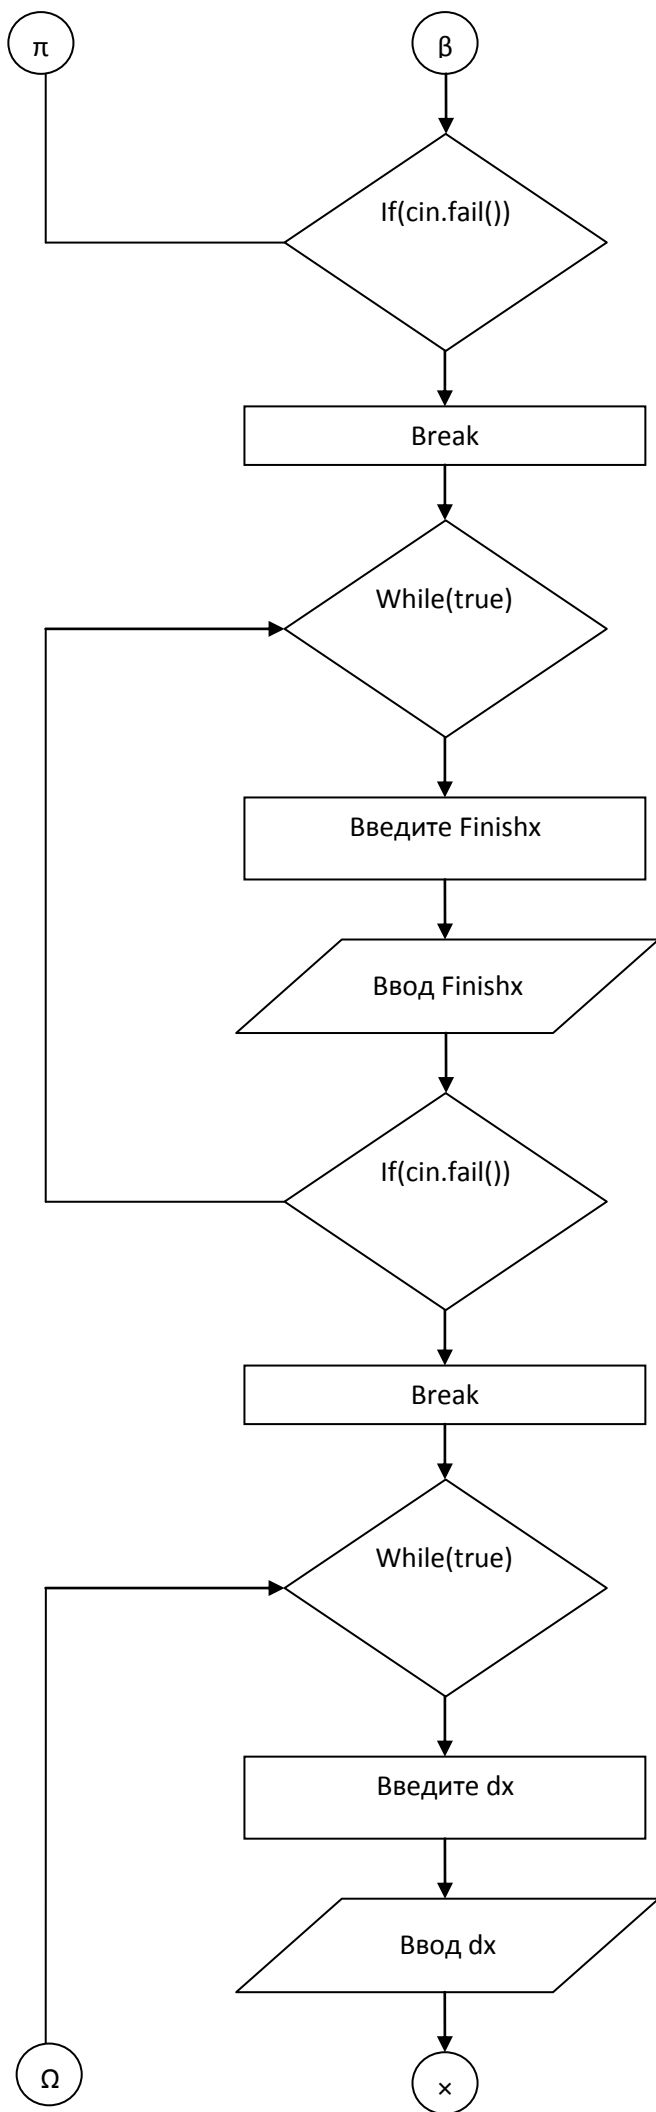 π
β
If(cin.fail())
Break
While(true)
Введите Finishx
Ввод Finishx
If(cin.fail())
Break
While(true)
Введите dx
Ввод dx
Ω
×